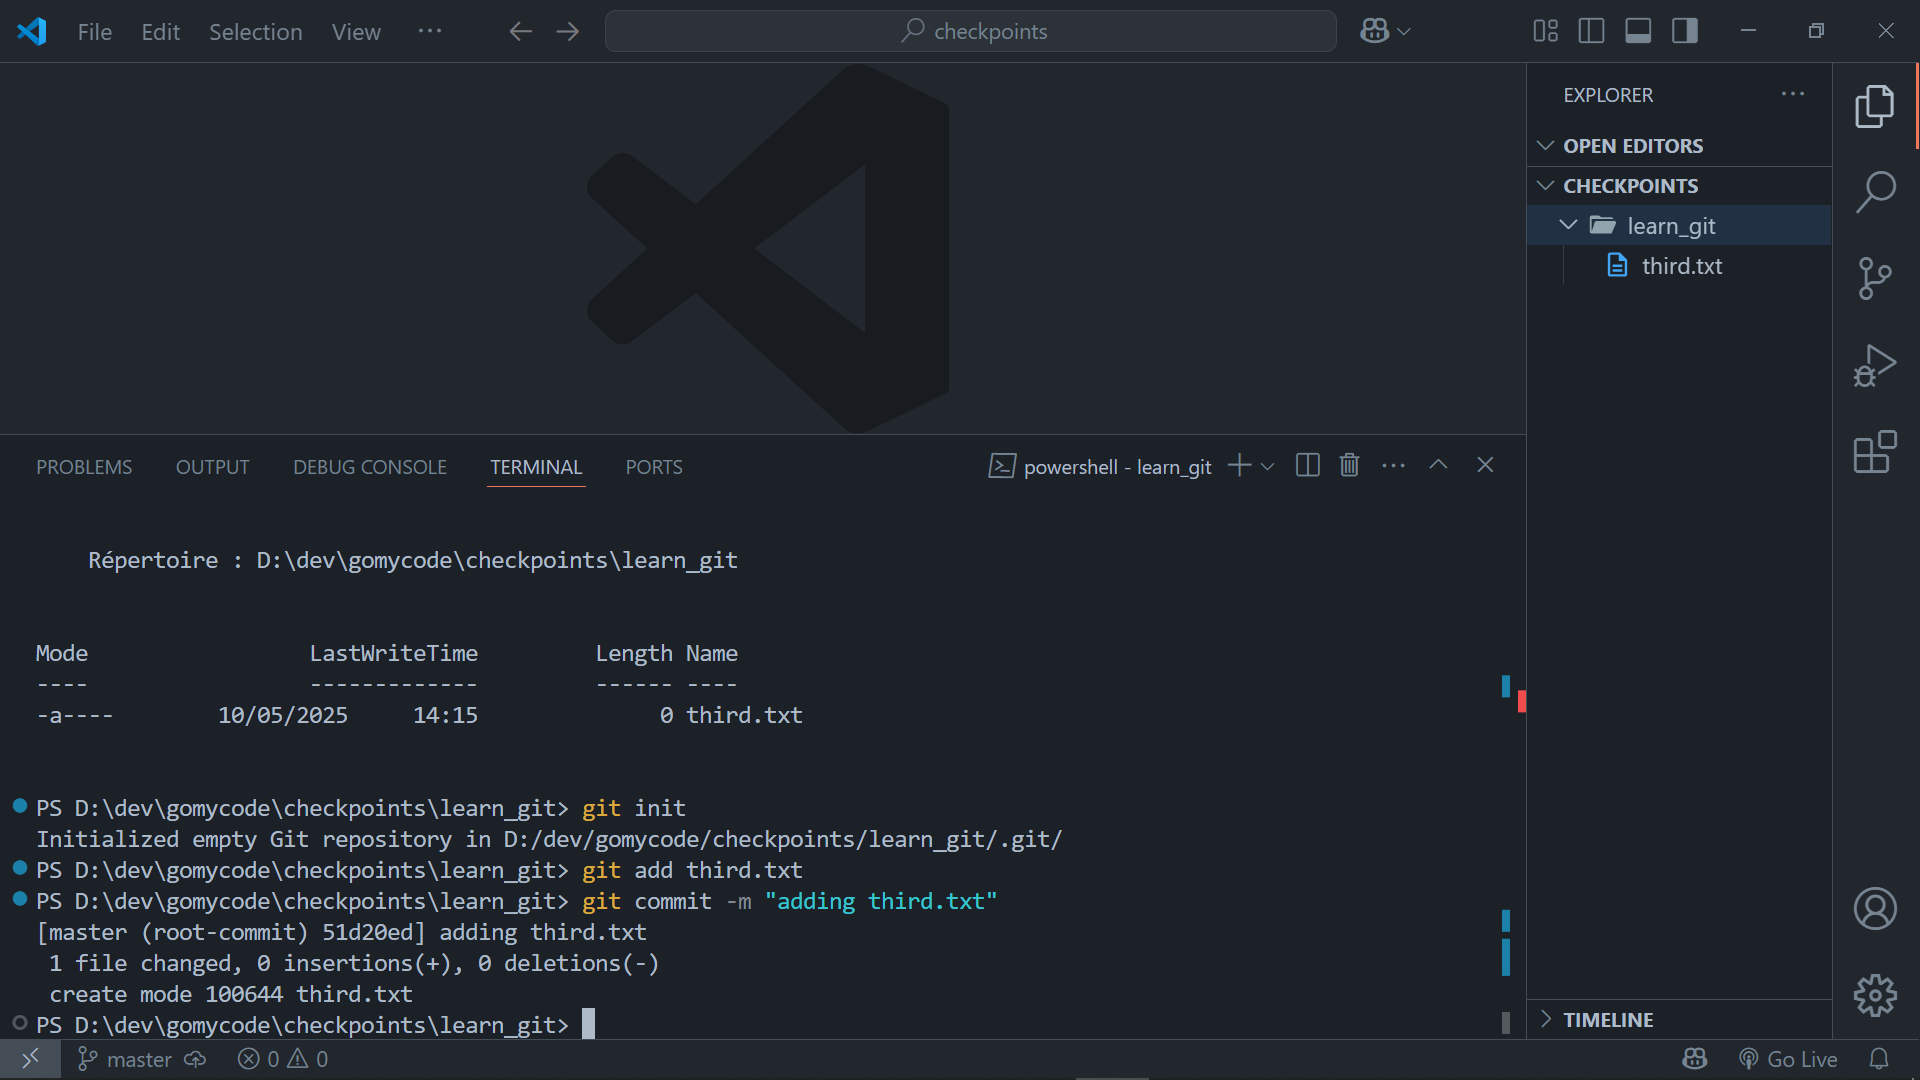 File Edit Selection View ··· checkpoints
EXPLORER ···
OPEN EDITORS
CHECKPOINTS
learn_git
third.txt
PROBLEMS OUTPUT DEBUG CONSOLE TERMINAL PORTS powershell - learn_git
Répertoire : D:\dev\gomycode\checkpoints\learn_git
Mode LastWriteTime Length Name
---- ------------- ------ ----
-a---- 10/05/2025 14:15 0 third.txt
PS D:\dev\gomycode\checkpoints\learn_git> git init
Initialized empty Git repository in D:/dev/gomycode/checkpoints/learn_git/.git/
PS D:\dev\gomycode\checkpoints\learn_git> git add third.txt
PS D:\dev\gomycode\checkpoints\learn_git> git commit -m "adding third.txt"
[master (root-commit) 51d20ed] adding third.txt
1 file changed, 0 insertions(+), 0 deletions(-)
create mode 100644 third.txt
PS D:\dev\gomycode\checkpoints\learn_git>
TIMELINE
master 0 0 Go Live